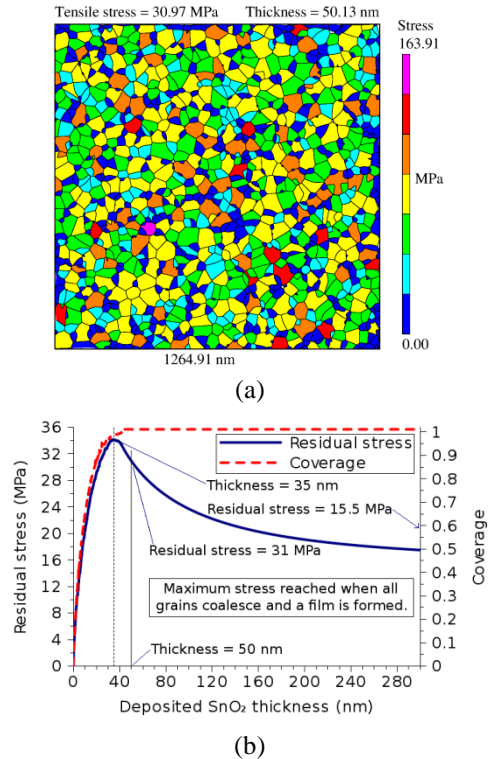 Tensile stress = 30.97 MPa Thickness = 50.13 nm
Stress
163.91
MPa
0.00
1264.91 nm
(a)
36
32
28
24
20
16
12
8
4
0
Residual stress (MPa)
Residual stress
Coverage
Thickness = 35 nm
Residual stress = 15.5 MPa
Residual stress = 31 MPa
Maximum stress reached when all
grains coalesce and a film is formed.
Thickness = 50 nm
1
0.9
0.8
0.7
0.6
0.5
0.4
0.3
0.2
0.1
0
Coverage
0 40 80 120 160 200 240 280
Deposited SnO₂ thickness (nm)
(b)